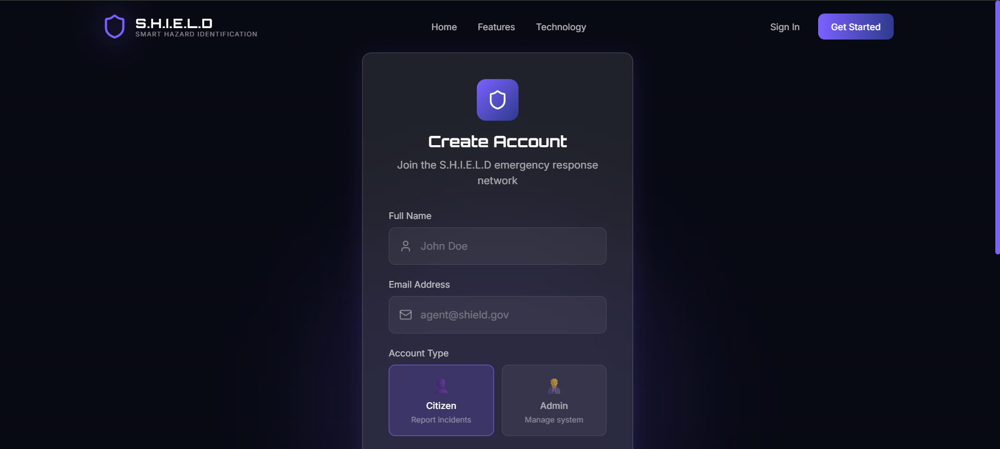 S.H.I.E.L.D
SMART HAZARD IDENTIFICATION
Home
Features
Technology
Sign In
Get Started
Create Account
Join the S.H.I.E.L.D emergency response
network
Full Name
John Doe
Email Address
agent@shield.gov
Account Type
Citizen
Report incidents
Admin
Manage system